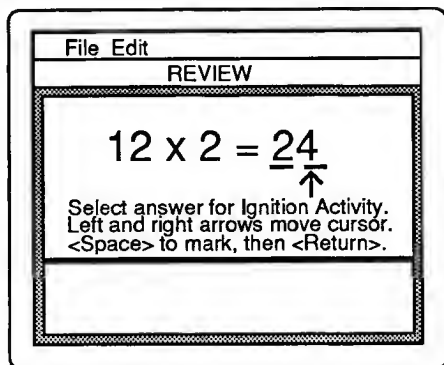 File Edit
REVIEW
12 x 2 = 24
Select answer for Ignition Activity.
Left and right arrows move cursor.
<Space> to mark, then <Return>.